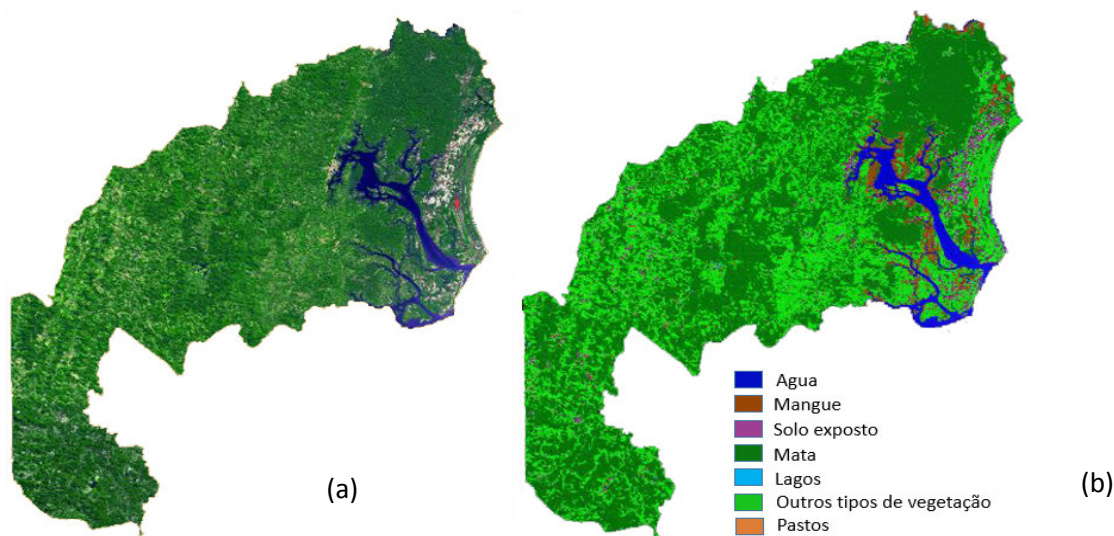 (a)
Agua
Mangue
Solo exposto
Mata
Lagos
Outros tipos de vegetação
Pastos
(b)